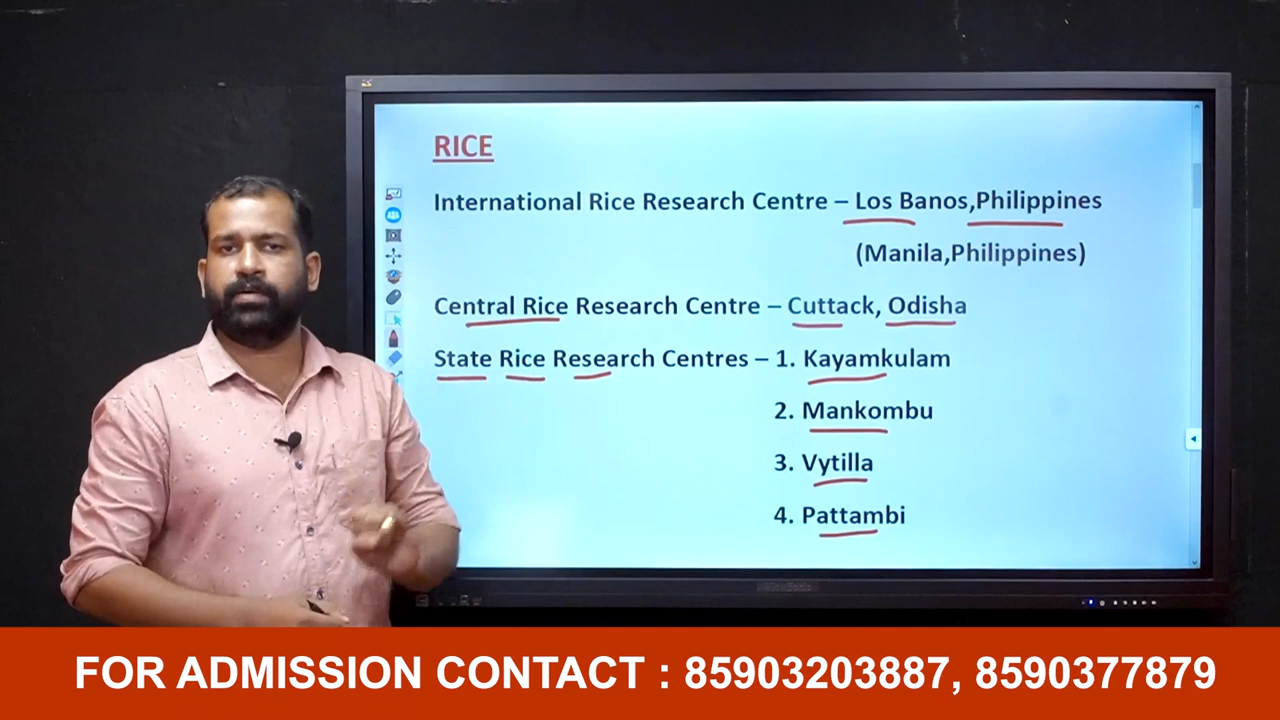 RICE
International Rice Research Centre – Los Banos,Philippines
(Manila,Philippines)
Central Rice Research Centre – Cuttack, Odisha
State Rice Research Centres – 1. Kayamkulam
2. Mankombu
3. Vytilla
4. Pattambi
FOR ADMISSION CONTACT : 85903203887, 8590377879